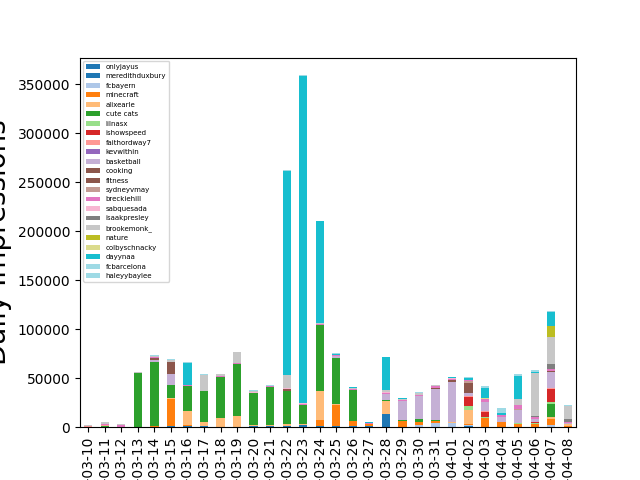 onlyjayus
meredithduxbury
fcbayern
minecraft
alixearle
cute cats
illnasx
ishowspeed
faithordway7
kevwithin
basketball
cooking
fitness
sydneyvmay
brecklehill
sabquesada
isaakpresley
brookemonk_
nature
colbyschnacky
dayynaa
fcbarcelona
haleyybaylee
350000
300000
250000
200000
150000
100000
50000
0
Daily Impressions
03-10
03-11
03-12
03-13
03-14
03-15
03-16
03-17
03-18
03-19
03-20
03-21
03-22
03-23
03-24
03-25
03-26
03-27
03-28
03-29
03-30
03-31
04-01
04-02
04-03
04-04
04-05
04-06
04-07
04-08